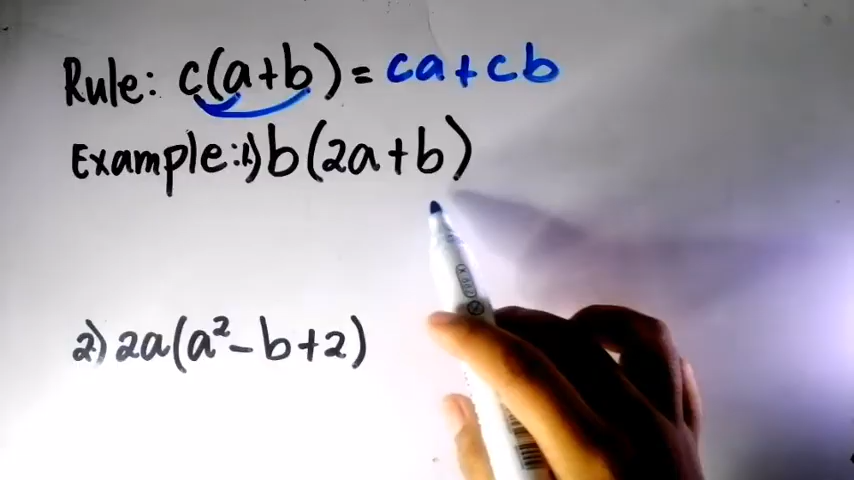 Rule: c(a+b) = ca+cb
Example: 1) b(2a+b)
2) 2a(a²-b+2)